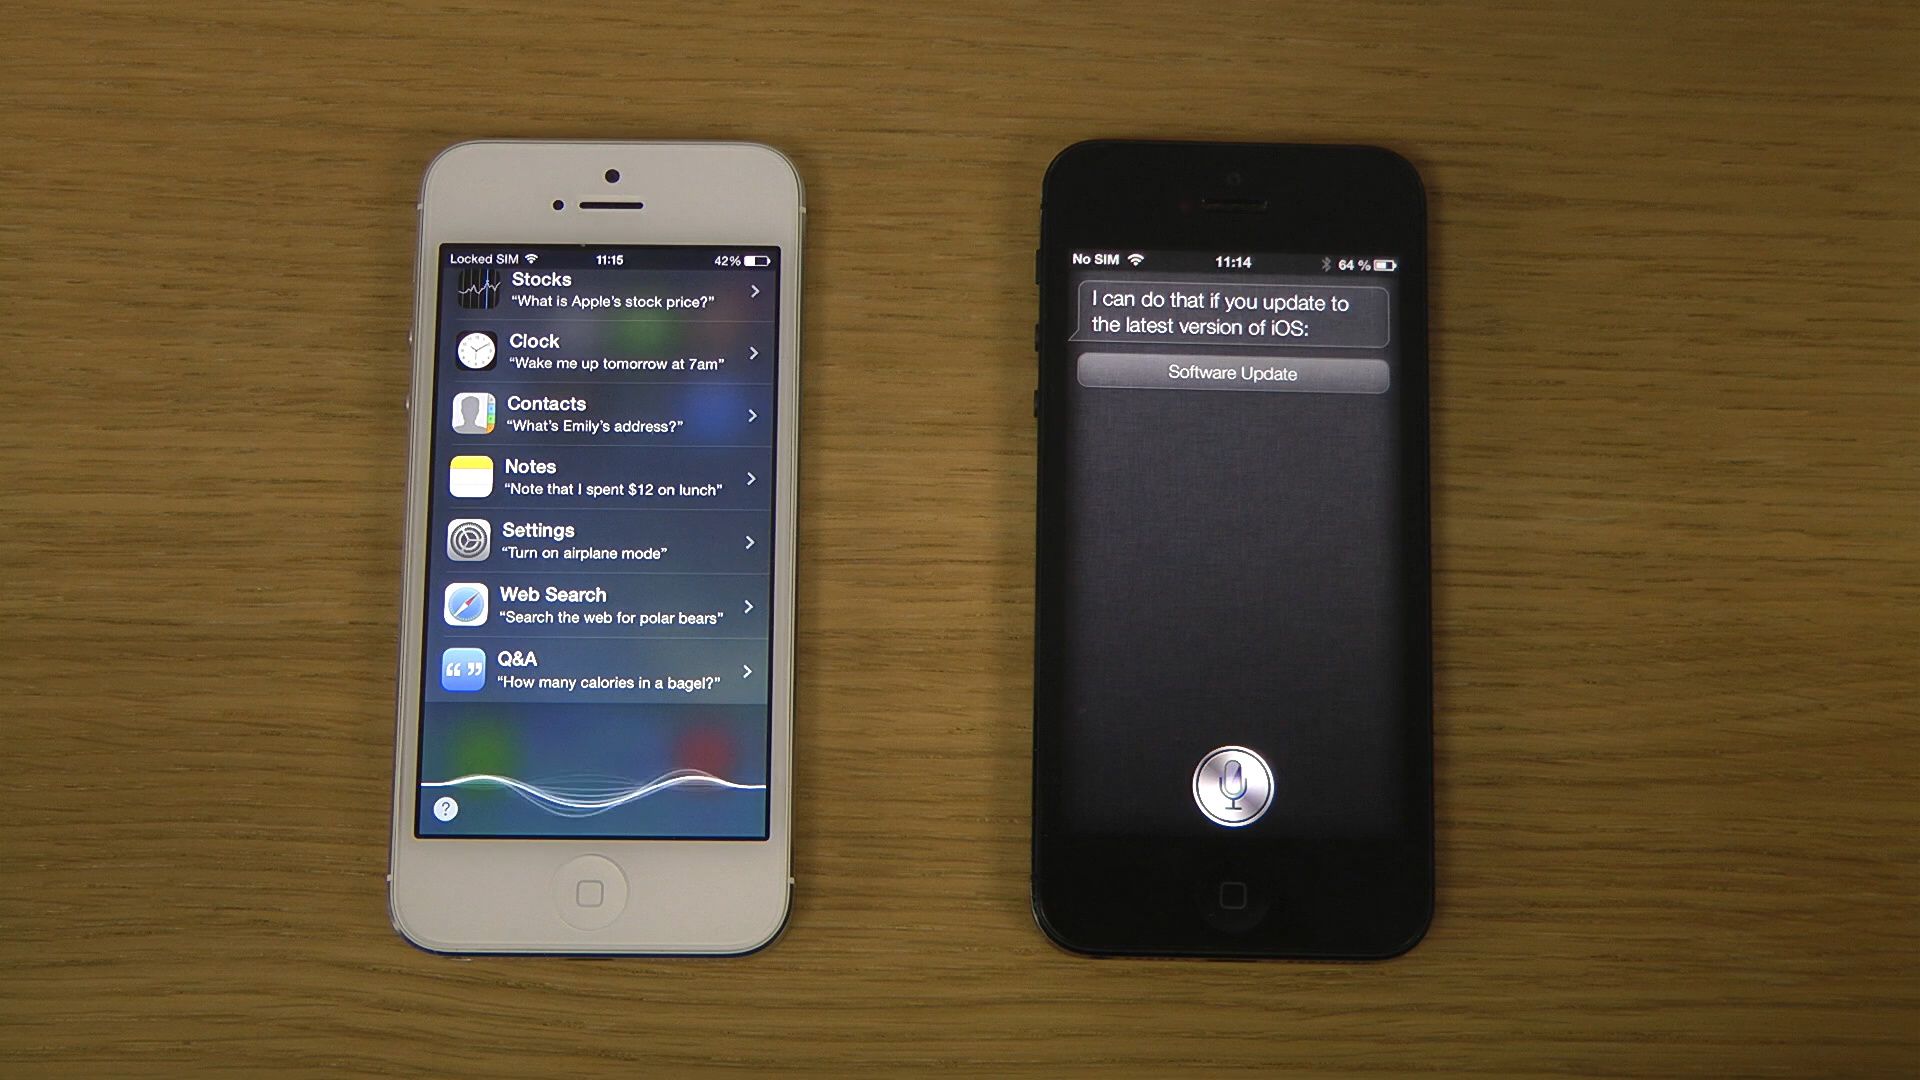 Locked SIM 11:15 42%
Stocks
“What is Apple’s stock price?”
Clock
“Wake me up tomorrow at 7am”
Contacts
“What’s Emily’s address?”
Notes
“Note that I spent $12 on lunch”
Settings
“Turn on airplane mode”
Web Search
“Search the web for polar bears”
Q&A
“How many calories in a bagel?”
?
No SIM 11:14 64 %
I can do that if you update to
the latest version of iOS:
Software Update